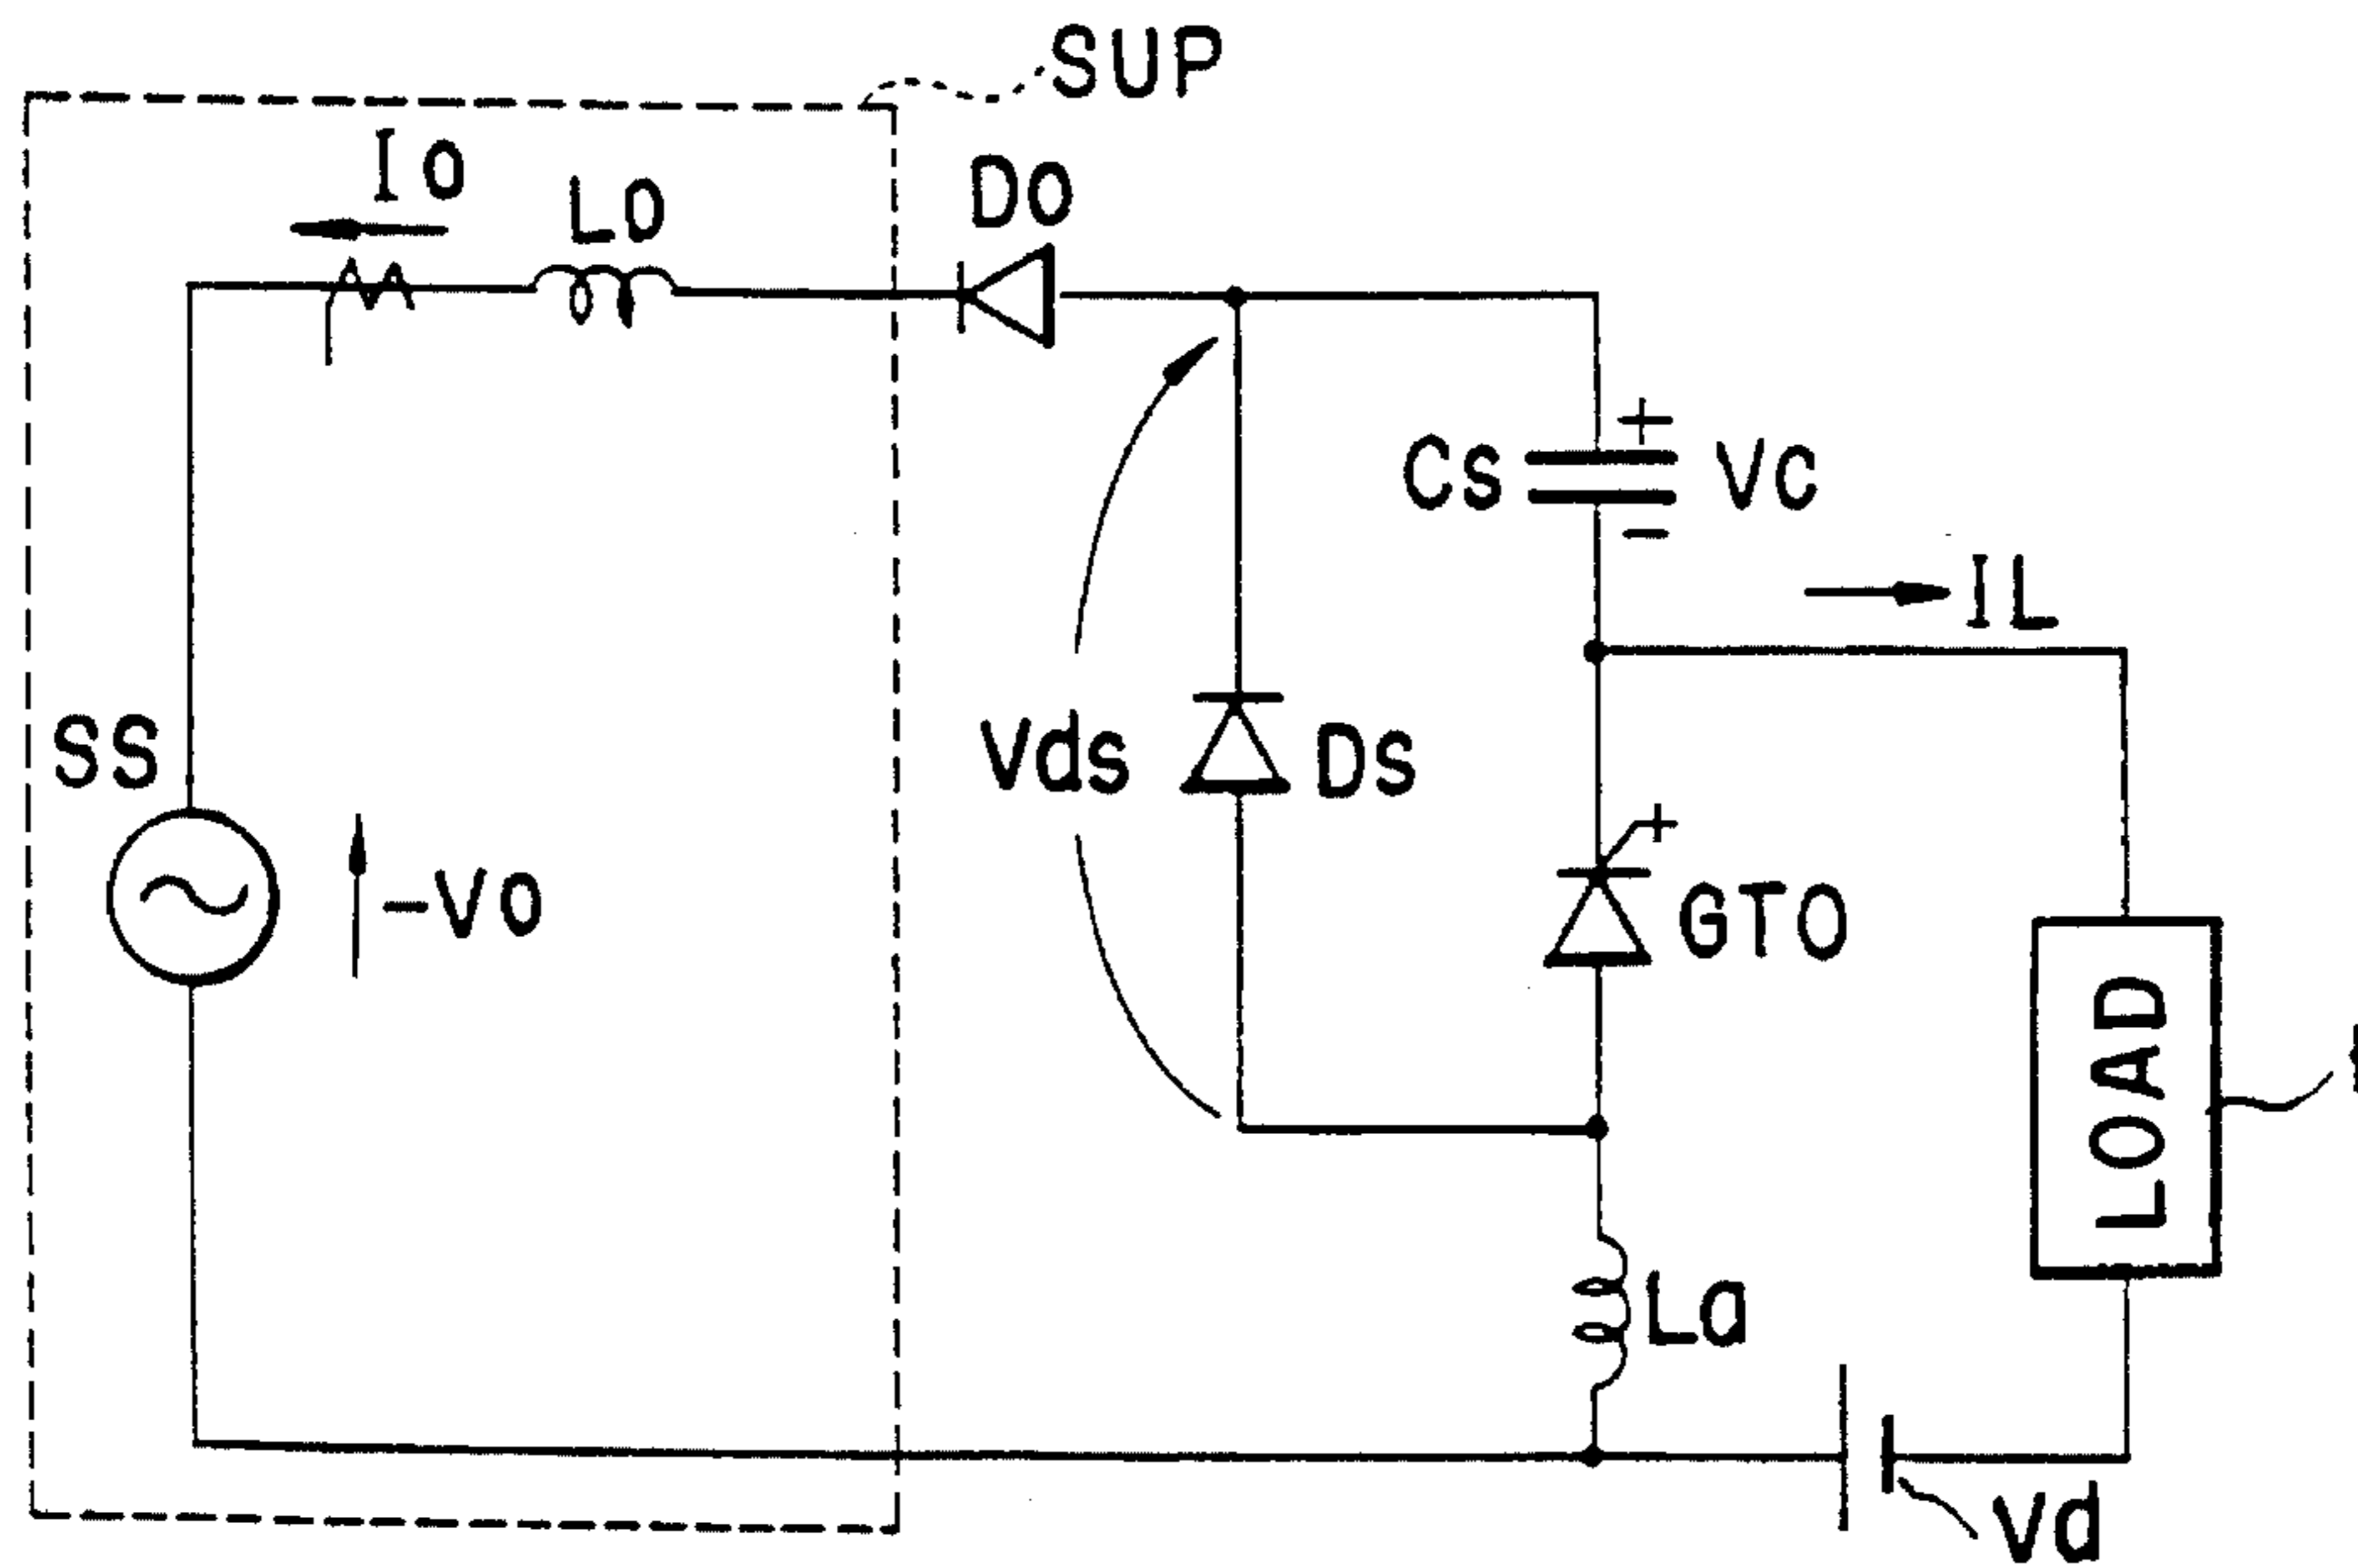 SUP
Io
Lo
Do
Cs
+
Vc
-
IL
SS
Vds
Ds
-Vo
+
GTO
LOAD
La
Vd